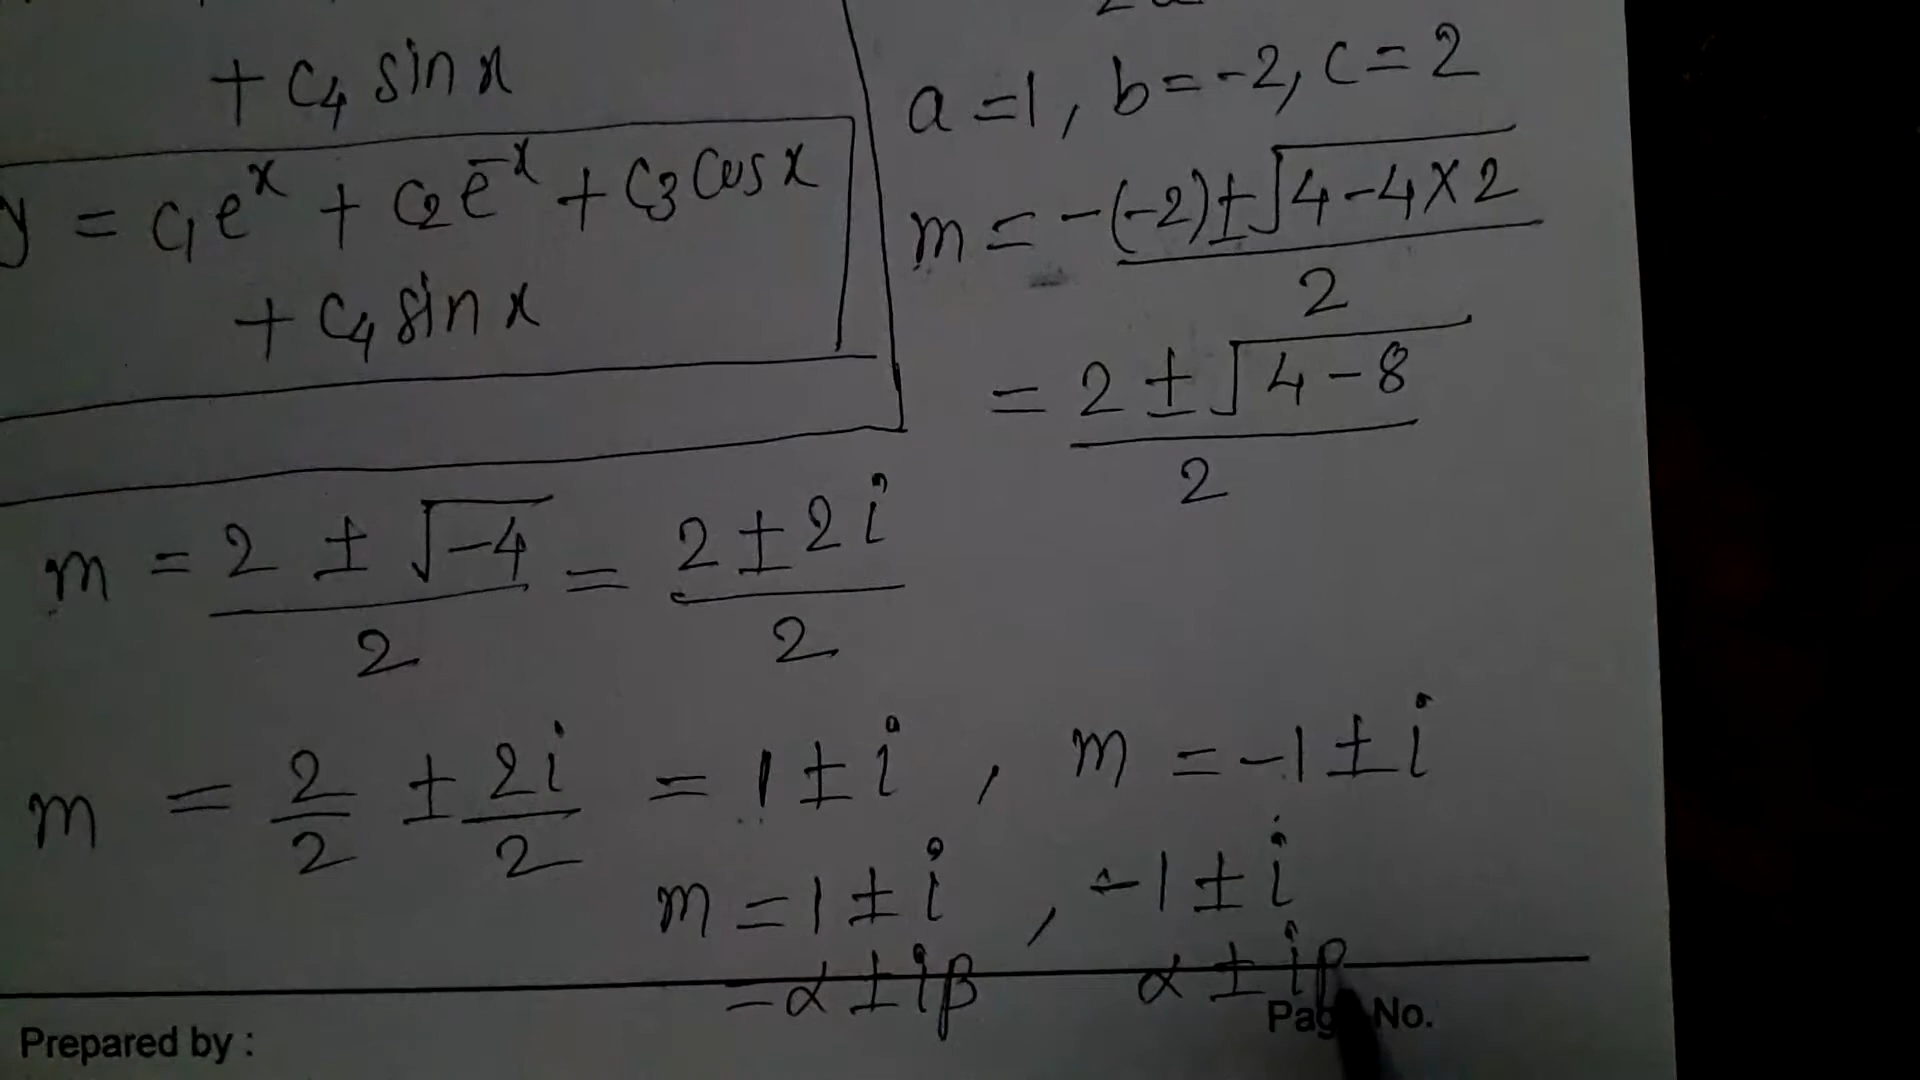 + c₄ sin x
y = c₁eˣ + c₂e⁻ˣ + c₃ cos x
+ c₄ sin x
a = 1, b = -2, c = 2
m = -(-2) ± √4-4×2 / 2
= 2 ± √4-8 / 2
m = 2 ± √-4 / 2 = 2 ± 2i / 2
m = 2/2 ± 2i/2 = 1 ± i , m = -1 ± i
m = 1 ± i , -1 ± i
= α ± iβ α ± iβ
Prepared by : No.